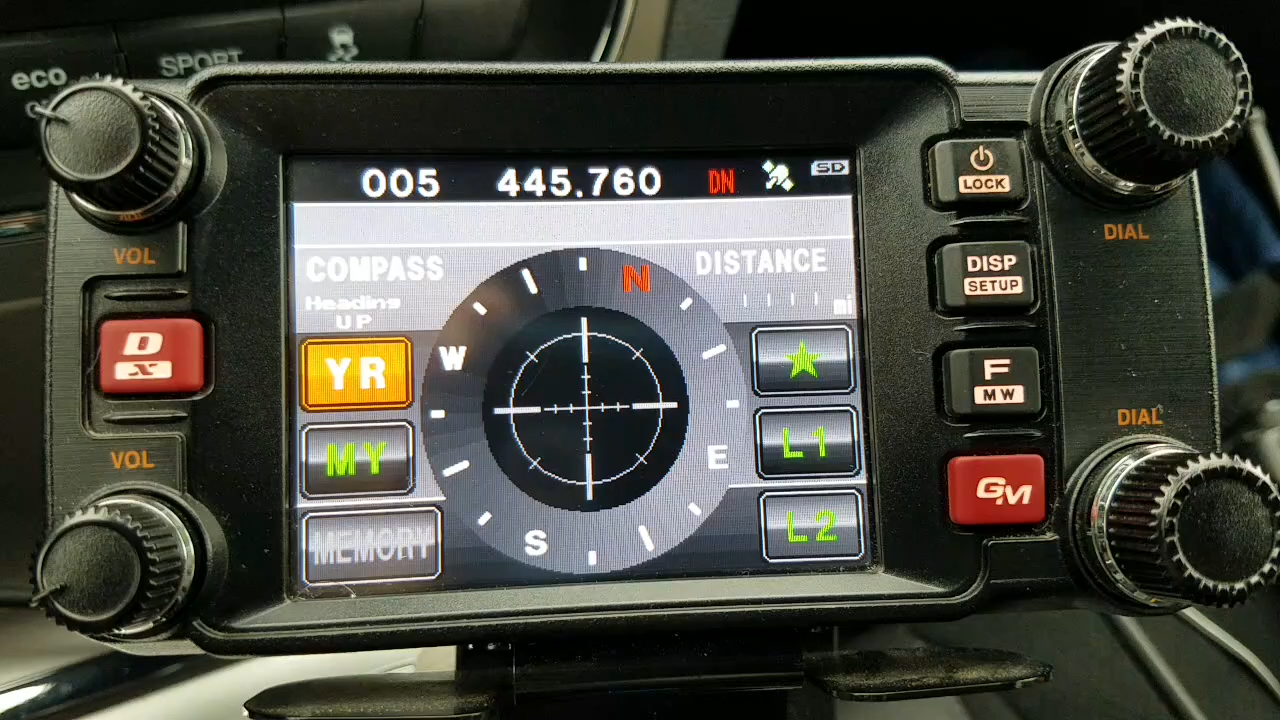 eco
SPORT
005 445.760 DN SD
COMPASS
Heading
UP
DISTANCE
mi
N
W
E
S
YR
MY
MEMORY
★
L1
L2
VOL
D
X
VOL
LOCK
DISP
SETUP
F
MW
GM
DIAL
DIAL